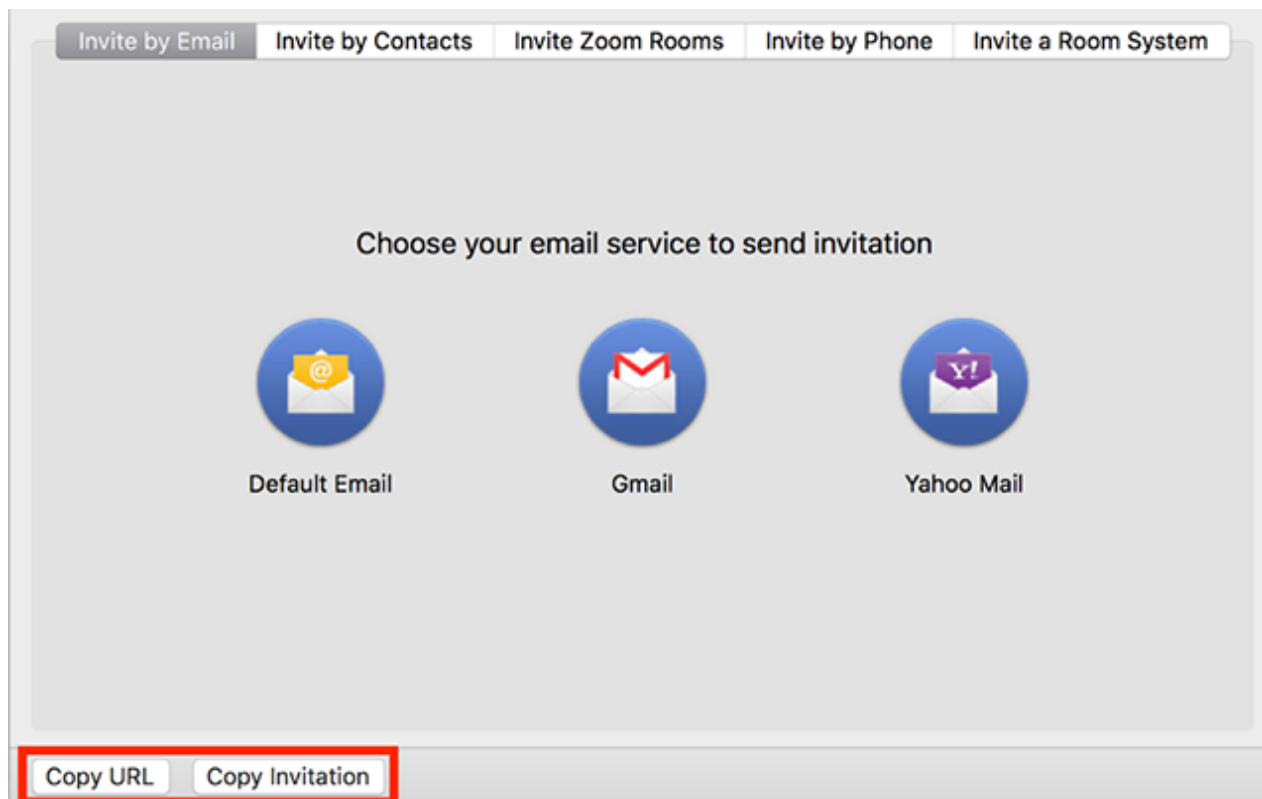 Invite by Email Invite by Contacts Invite Zoom Rooms Invite by Phone Invite a Room System
Choose your email service to send invitation
@ Y!
Default Email Gmail Yahoo Mail
Copy URL Copy Invitation